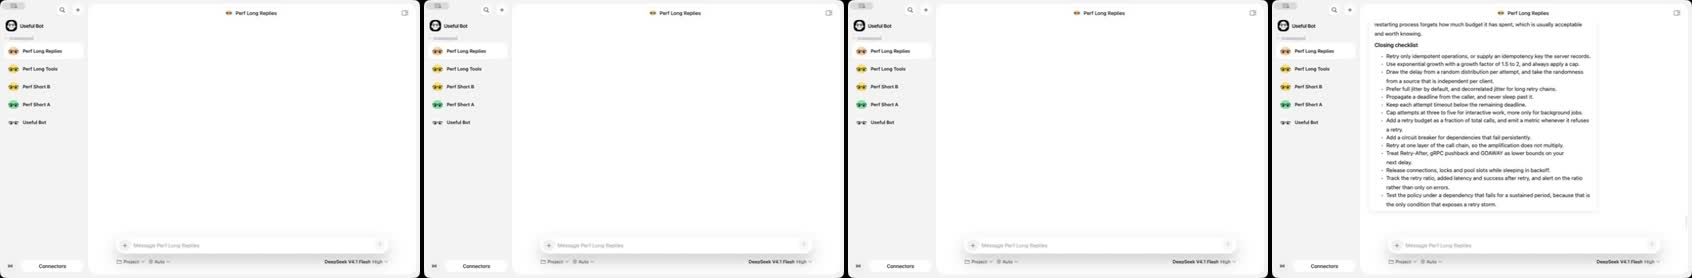 Perf Long Replies
Useful Bot
Perf Long Replies
Perf Long Tools
Perf Short B
Perf Short A
Useful Bot
Message Perf Long Replies
Project
Auto
DeepSeek V4.1 Flash High
Connectors
Perf Long Replies
Useful Bot
Perf Long Replies
Perf Long Tools
Perf Short B
Perf Short A
Useful Bot
Message Perf Long Replies
Project
Auto
DeepSeek V4.1 Flash High
Connectors
Perf Long Replies
Useful Bot
Perf Long Replies
Perf Long Tools
Perf Short B
Perf Short A
Useful Bot
Message Perf Long Replies
Project
Auto
DeepSeek V4.1 Flash High
Connectors
Perf Long Replies
Useful Bot
Perf Long Replies
Perf Long Tools
Perf Short B
Perf Short A
Useful Bot
restarting process forgets how much budget it has spent, which is usually acceptable
and worth knowing.
Closing checklist
- Retry only idempotent operations, or supply an idempotency key the server records.
- Use exponential growth with a growth factor of 1.5 to 2, and always apply a cap.
- Draw the delay from a random distribution per attempt, and take the randomness
from a source that is independent per client.
- Prefer full jitter by default, and decorrelated jitter for long retry chains.
- Propagate a deadline from the caller, and never sleep past it.
- Keep each attempt timeout below the remaining deadline.
- Cap attempts at three to five for interactive work, more only for background jobs.
- Add a retry budget as a fraction of total calls, and emit a metric whenever it refuses
a retry.
- Add a circuit breaker for dependencies that fail persistently.
- Retry at one layer of the call chain, so the amplification does not multiply.
- Treat Retry-After, gRPC pushback and GOAWAY as lower bounds on your
next delay.
- Release connections, locks and pool slots while sleeping in backoff.
- Track the retry ratio, added latency and success after retry, and alert on the ratio
rather than only on errors.
- Test the policy under a dependency that fails for a sustained period, because that is
the only condition that exposes a retry storm.
Message Perf Long Replies
Project
Auto
DeepSeek V4.1 Flash High
Connectors